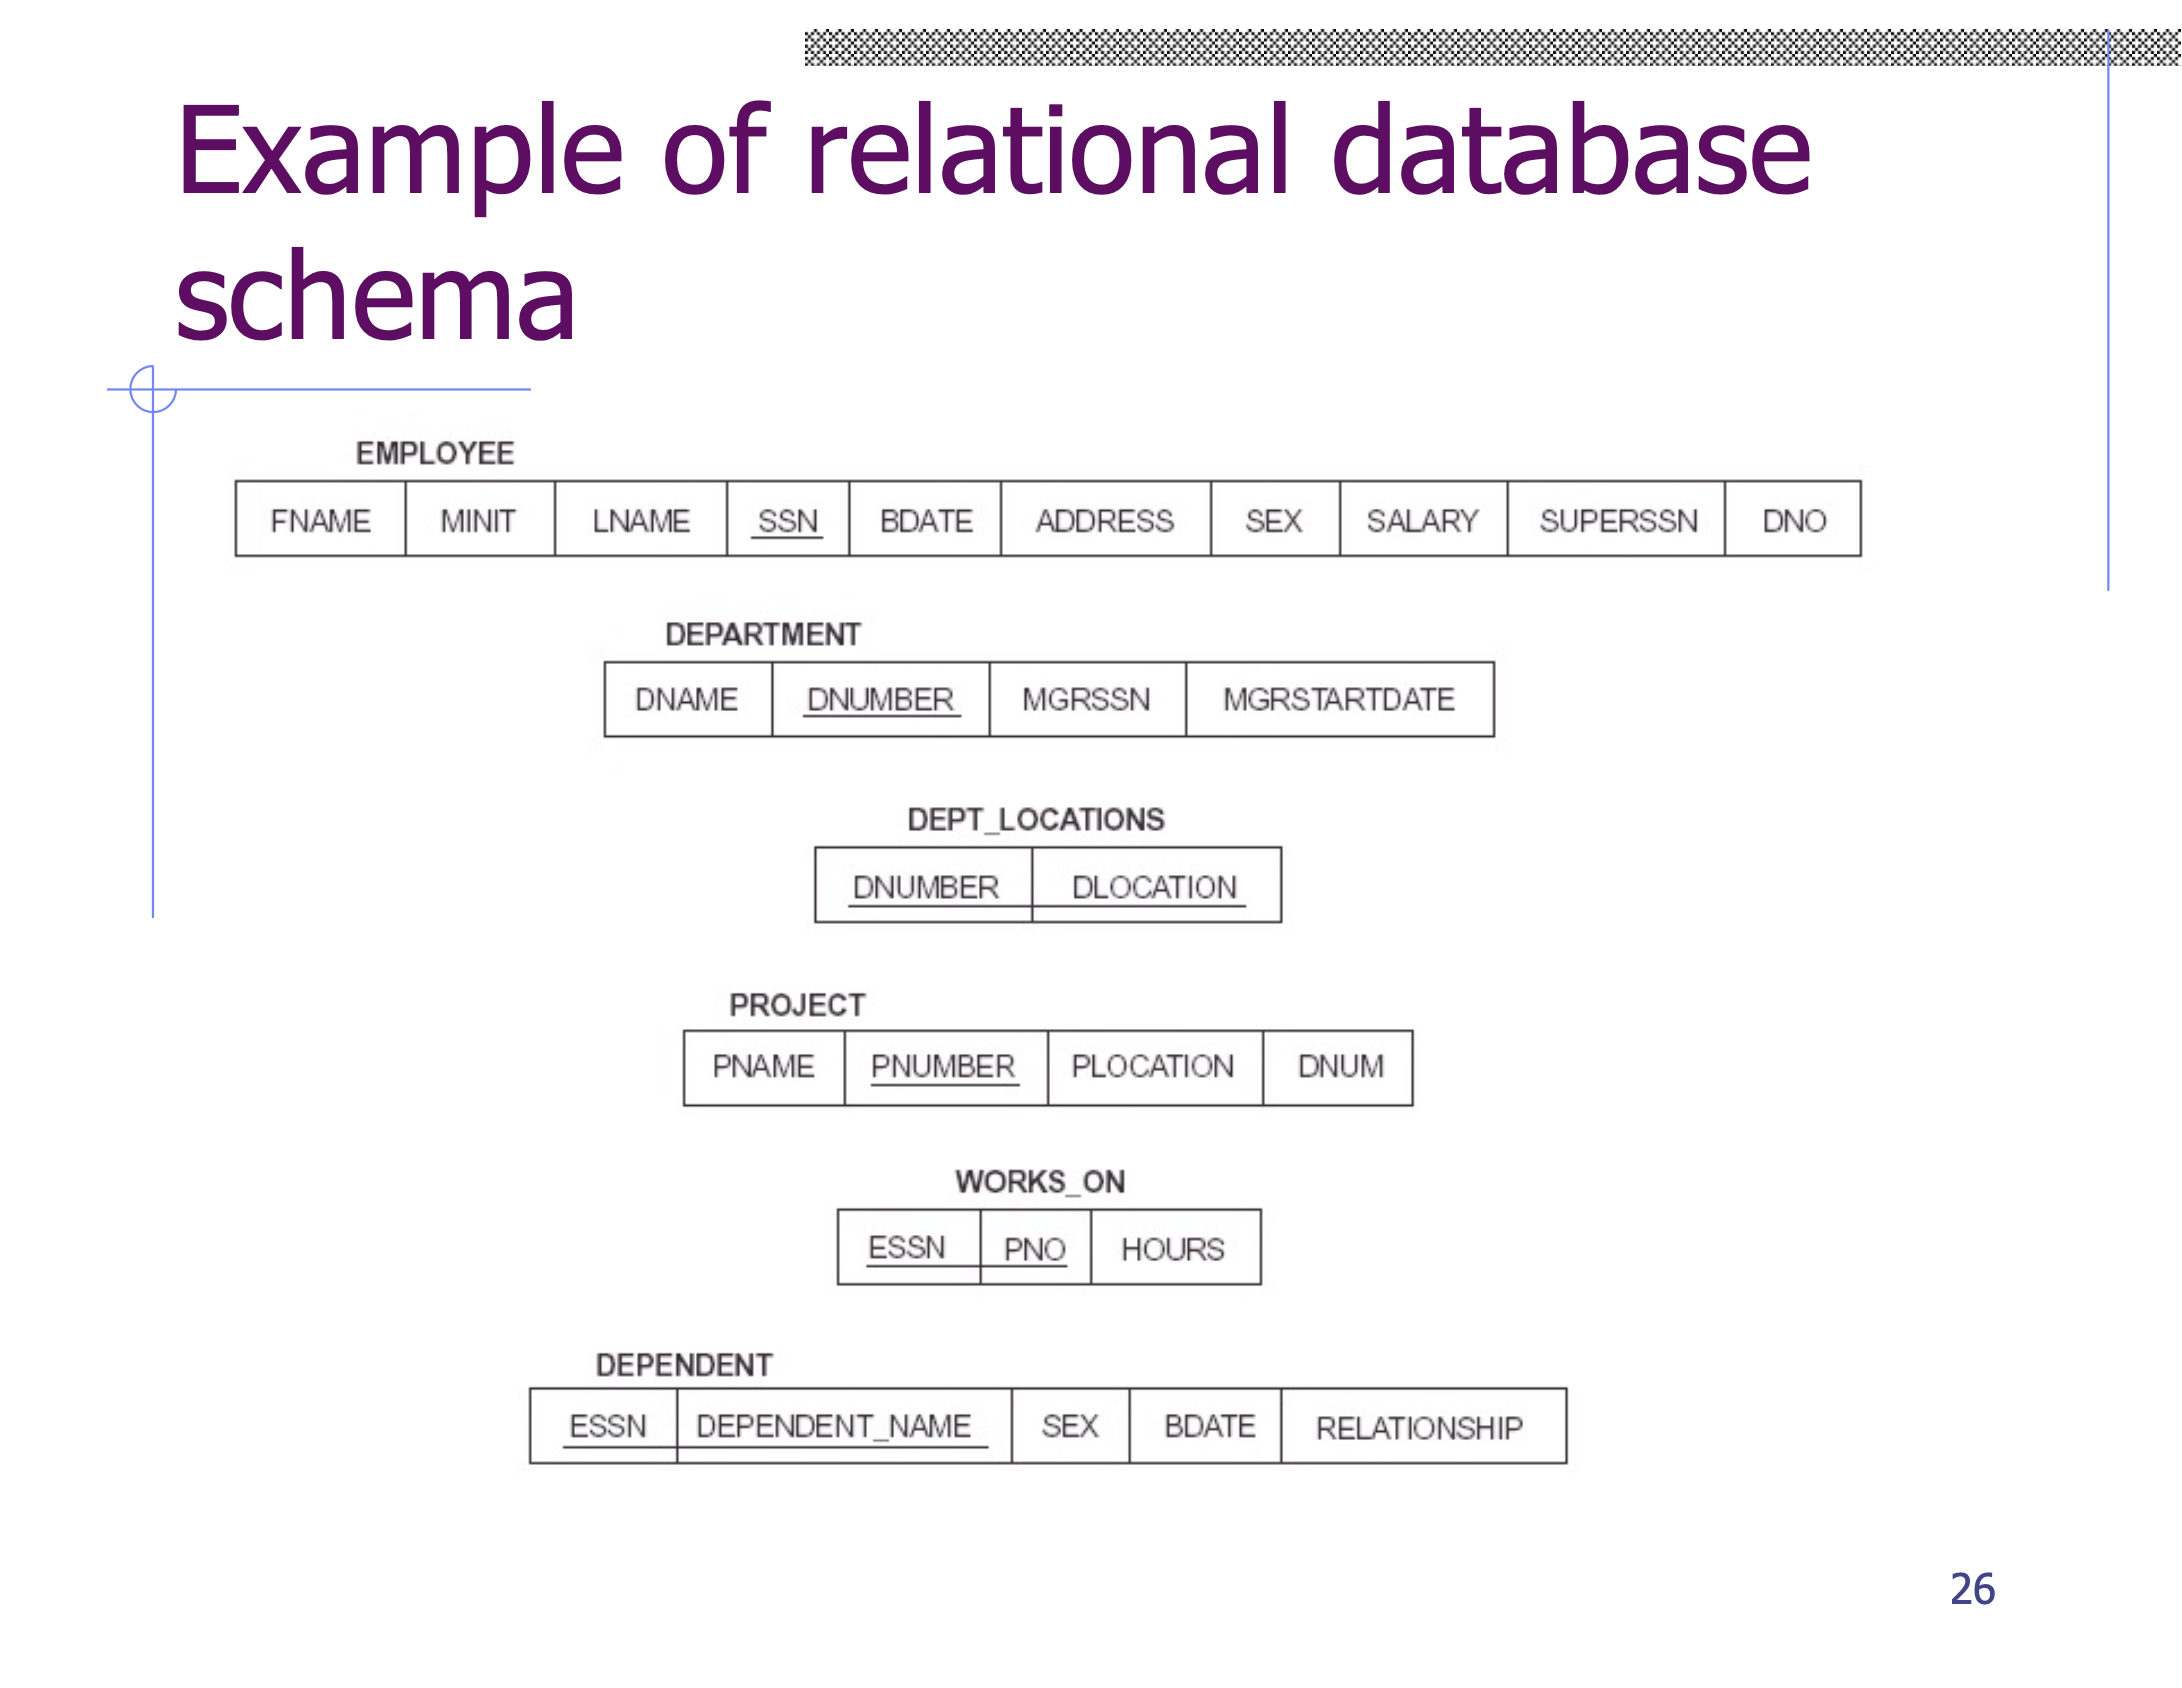 Example of relational database
schema
EMPLOYEE
FNAME MINIT LNAME SSN BDATE ADDRESS SEX SALARY SUPERSSN DNO
DEPARTMENT
DNAME DNUMBER MGRSSN MGRSTARTDATE
DEPT_LOCATIONS
DNUMBER DLOCATION
PROJECT
PNAME PNUMBER PLOCATION DNUM
WORKS_ON
ESSN PNO HOURS
DEPENDENT
ESSN DEPENDENT_NAME SEX BDATE RELATIONSHIP
26